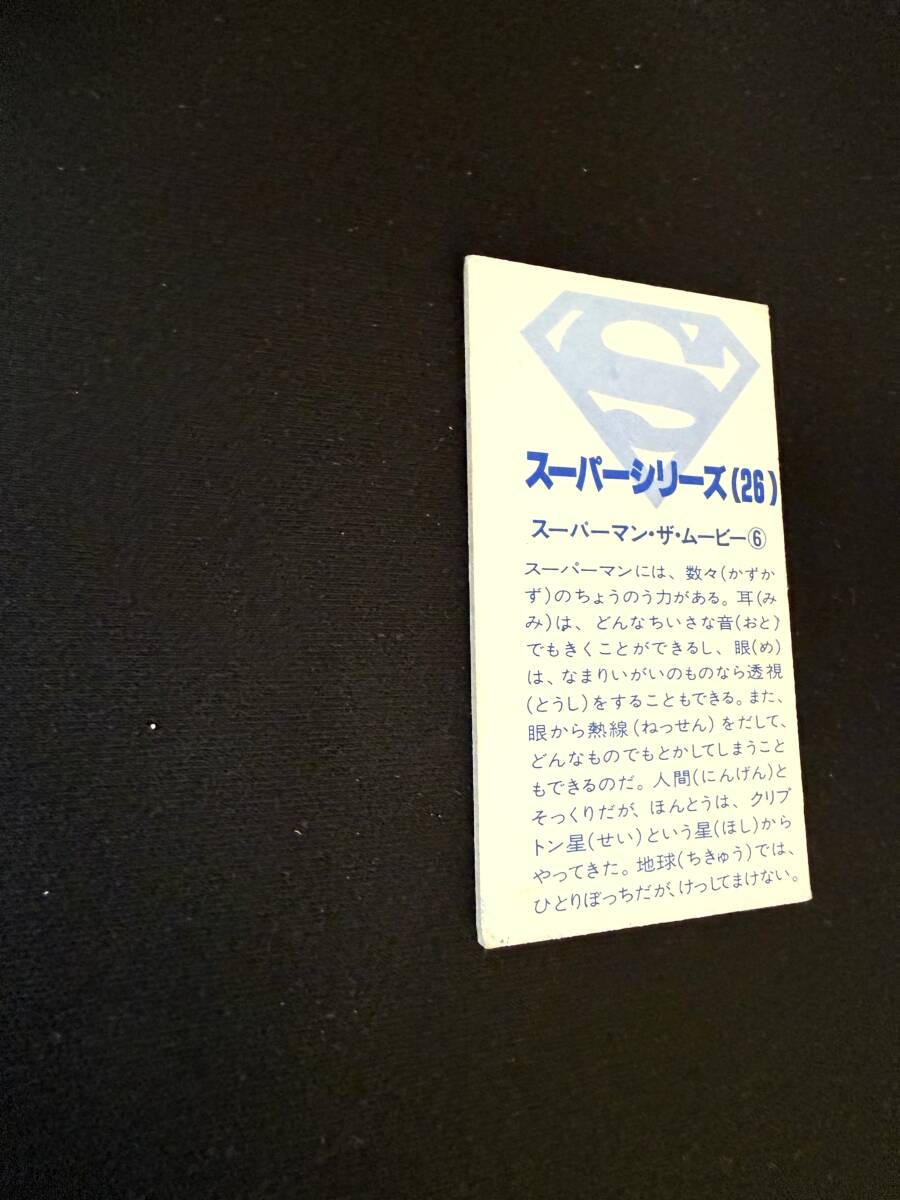 S
スーパーシリーズ(26)
スーパーマン・ザ・ムービー⑥
スーパーマンには、数々(かずか
ず)のちょうのう力がある。耳(み
み)は、どんなちいさな音(おと)
でもきくことができるし、眼(め)
は、なまりいがいのものなら透視
(とうし)をすることもできる。また、
眼から熱線(ねっせん)をだして、
どんなものでもとかしてしまうこと
もできるのだ。人間(にんげん)と
そっくりだが、ほんとうは、クリプ
トン星(せい)という星(ほし)から
やってきた。地球(ちきゅう)では、
ひとりぼっちだが、けっしてまけない。